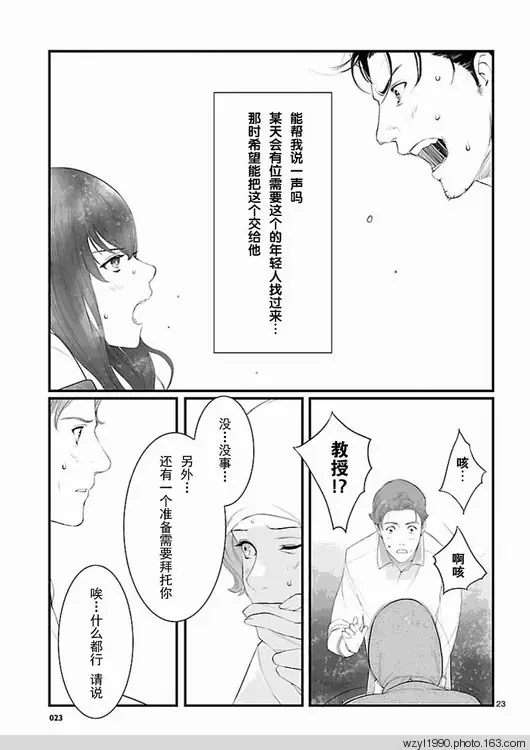 能帮我说一声吗
某天会有位需要这个的年轻人找过来…
那时希望能把这个交给他
咳…
教授!?
啊咳
没…没事
另外
还有一个准备需要拜托你
唉…什么都行 请说
23
023
wzyl1990.photo.163.com